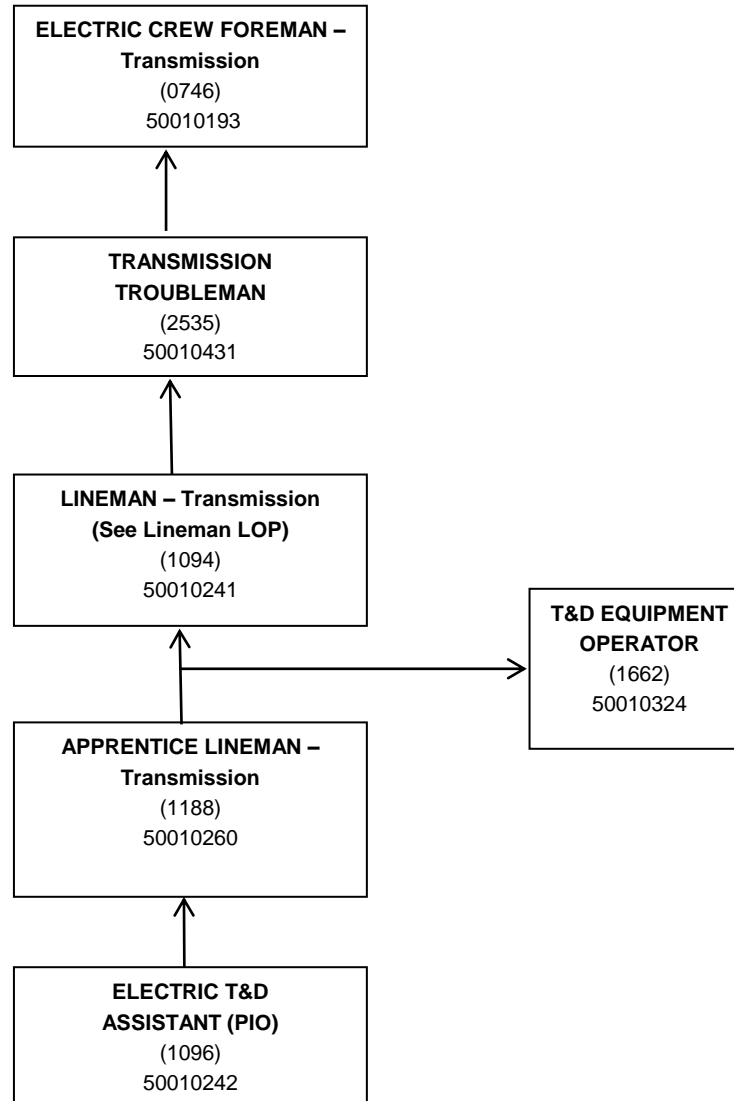 ELECTRIC CREW FOREMAN –
Transmission
(0746)
50010193
TRANSMISSION
TROUBLEMAN
(2535)
50010431
LINEMAN – Transmission
(See Lineman LOP)
(1094)
50010241
T&D EQUIPMENT
OPERATOR
(1662)
50010324
APPRENTICE LINEMAN –
Transmission
(1188)
50010260
ELECTRIC T&D
ASSISTANT (PIO)
(1096)
50010242